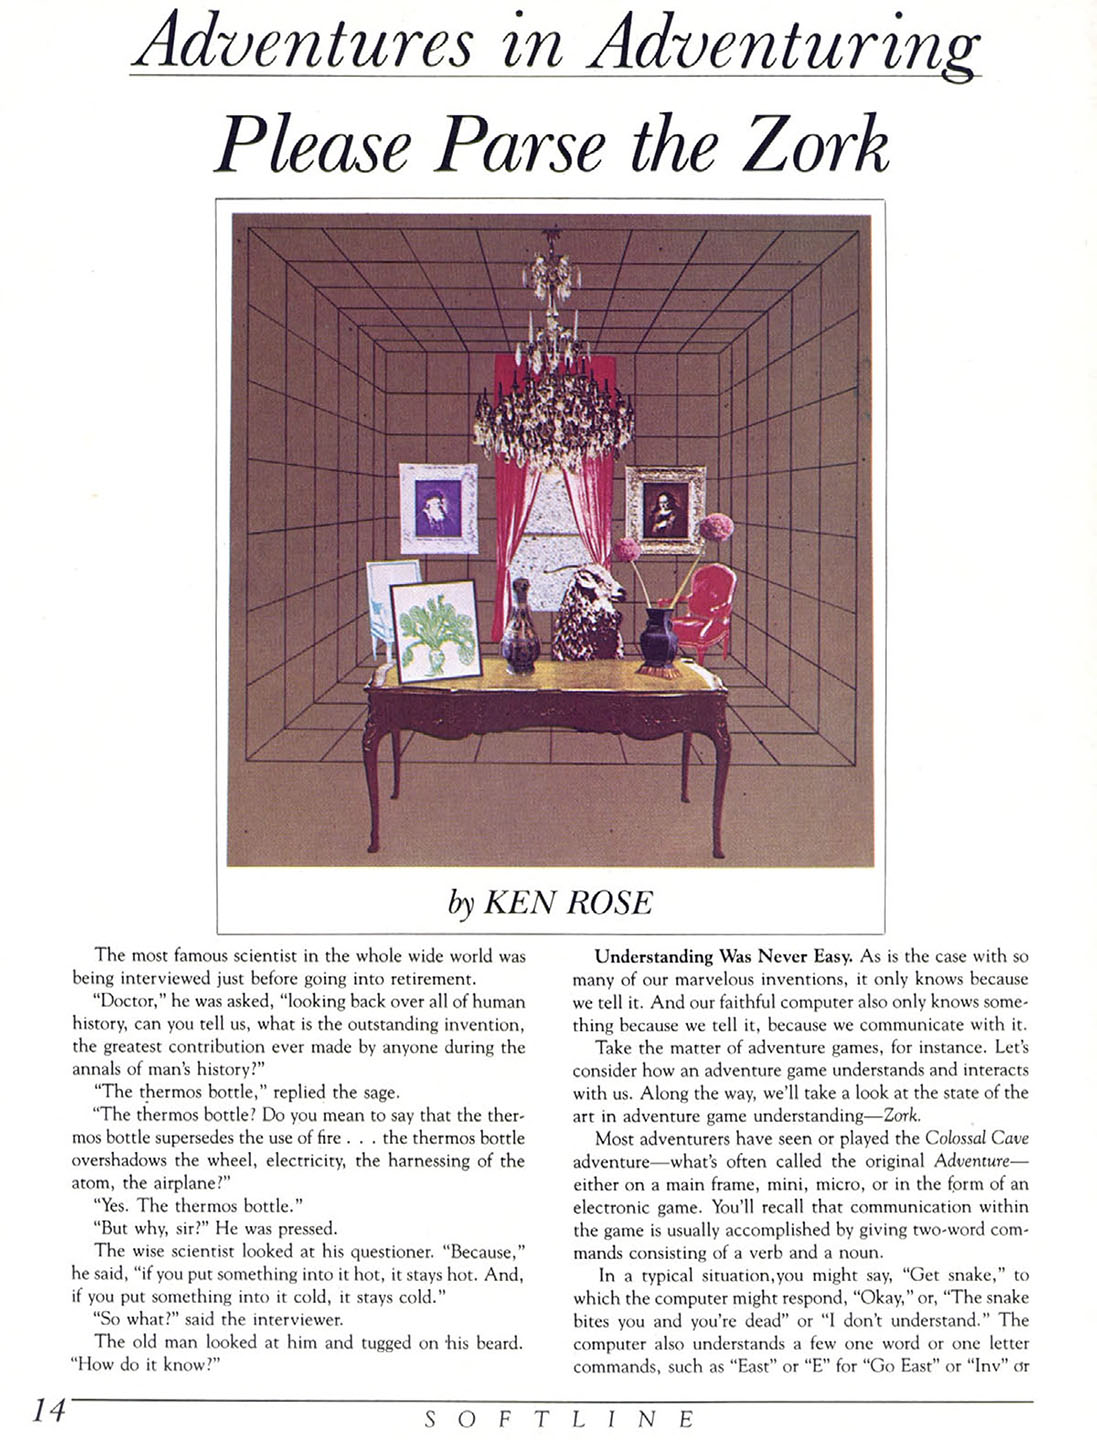 Adventures in Adventuring
Please Parse the Zork
by KEN ROSE
The most famous scientist in the whole wide world was
being interviewed just before going into retirement.
“Doctor,” he was asked, “looking back over all of human
history, can you tell us, what is the outstanding invention,
the greatest contribution ever made by anyone during the
annals of man's history?”
“The thermos bottle,” replied the sage.
“The thermos bottle? Do you mean to say that the ther-
mos bottle supersedes the use of fire . . . the thermos bottle
overshadows the wheel, electricity, the harnessing of the
atom, the airplane?”
“Yes. The thermos bottle.”
“But why, sir?” He was pressed.
The wise scientist looked at his questioner. “Because,”
he said, “if you put something into it hot, it stays hot. And,
if you put something into it cold, it stays cold.”
“So what?” said the interviewer.
The old man looked at him and tugged on his beard.
“How do it know?”
Understanding Was Never Easy. As is the case with so
many of our marvelous inventions, it only knows because
we tell it. And our faithful computer also only knows some-
thing because we tell it, because we communicate with it.
Take the matter of adventure games, for instance. Let's
consider how an adventure game understands and interacts
with us. Along the way, we'll take a look at the state of the
art in adventure game understanding—Zork.
Most adventurers have seen or played the Colossal Cave
adventure—what's often called the original Adventure—
either on a main frame, mini, micro, or in the form of an
electronic game. You'll recall that communication within
the game is usually accomplished by giving two-word com-
mands consisting of a verb and a noun.
In a typical situation,you might say, “Get snake,” to
which the computer might respond, “Okay,” or, “The snake
bites you and you're dead” or “I don't understand.” The
computer also understands a few one word or one letter
commands, such as “East” or “E” for “Go East” or “Inv” or
14
SOFTLINE